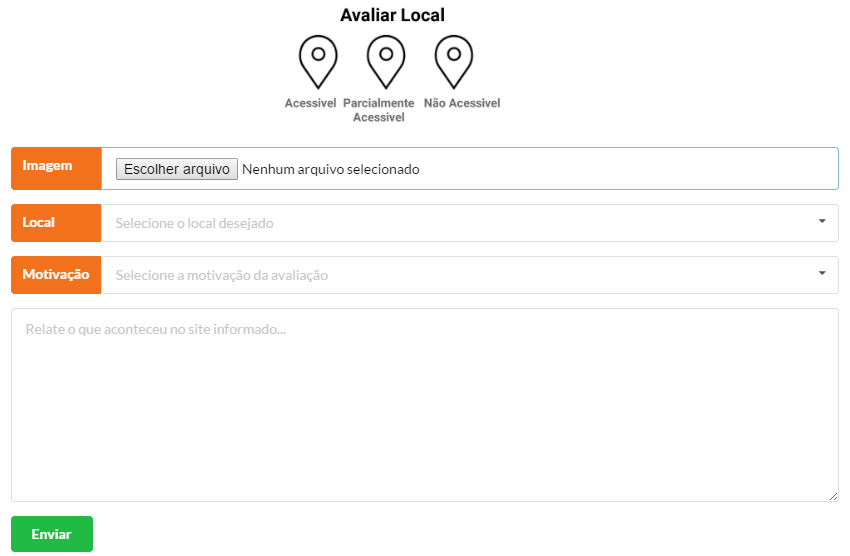 Avaliar Local
Acessivel Parcialmente Não Acessivel
Acessivel
Imagem Escolher arquivo Nenhum arquivo selecionado
Local Selecione o local desejado
Motivação Selecione a motivação da avaliação
Relate o que aconteceu no site informado...
Enviar